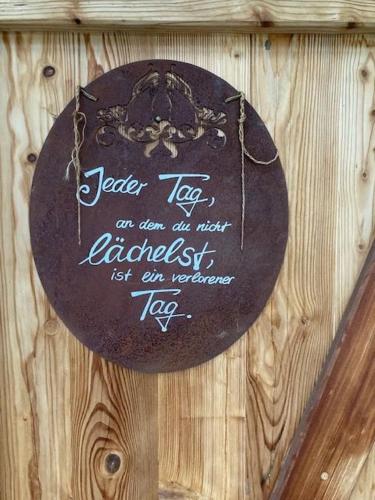 Jeder Tag,
an dem du nicht
lächelst,
ist ein verlorener
Tag.